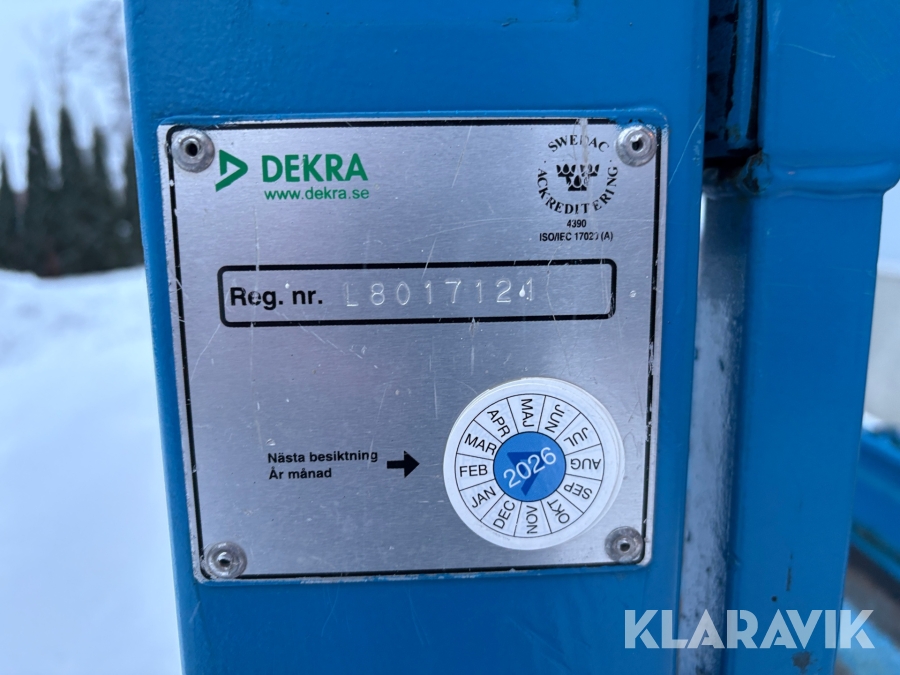 DEKRA
www.dekra.se
SWEDAC
ACKREDITERING
4390
ISO/IEC 17020 (A)
Reg. nr. L8017121
Nästa besiktning
År månad
JAN FEB MAR APR MAJ JUN JUL AUG SEP OKT NOV DEC
2026
KLARAVIK